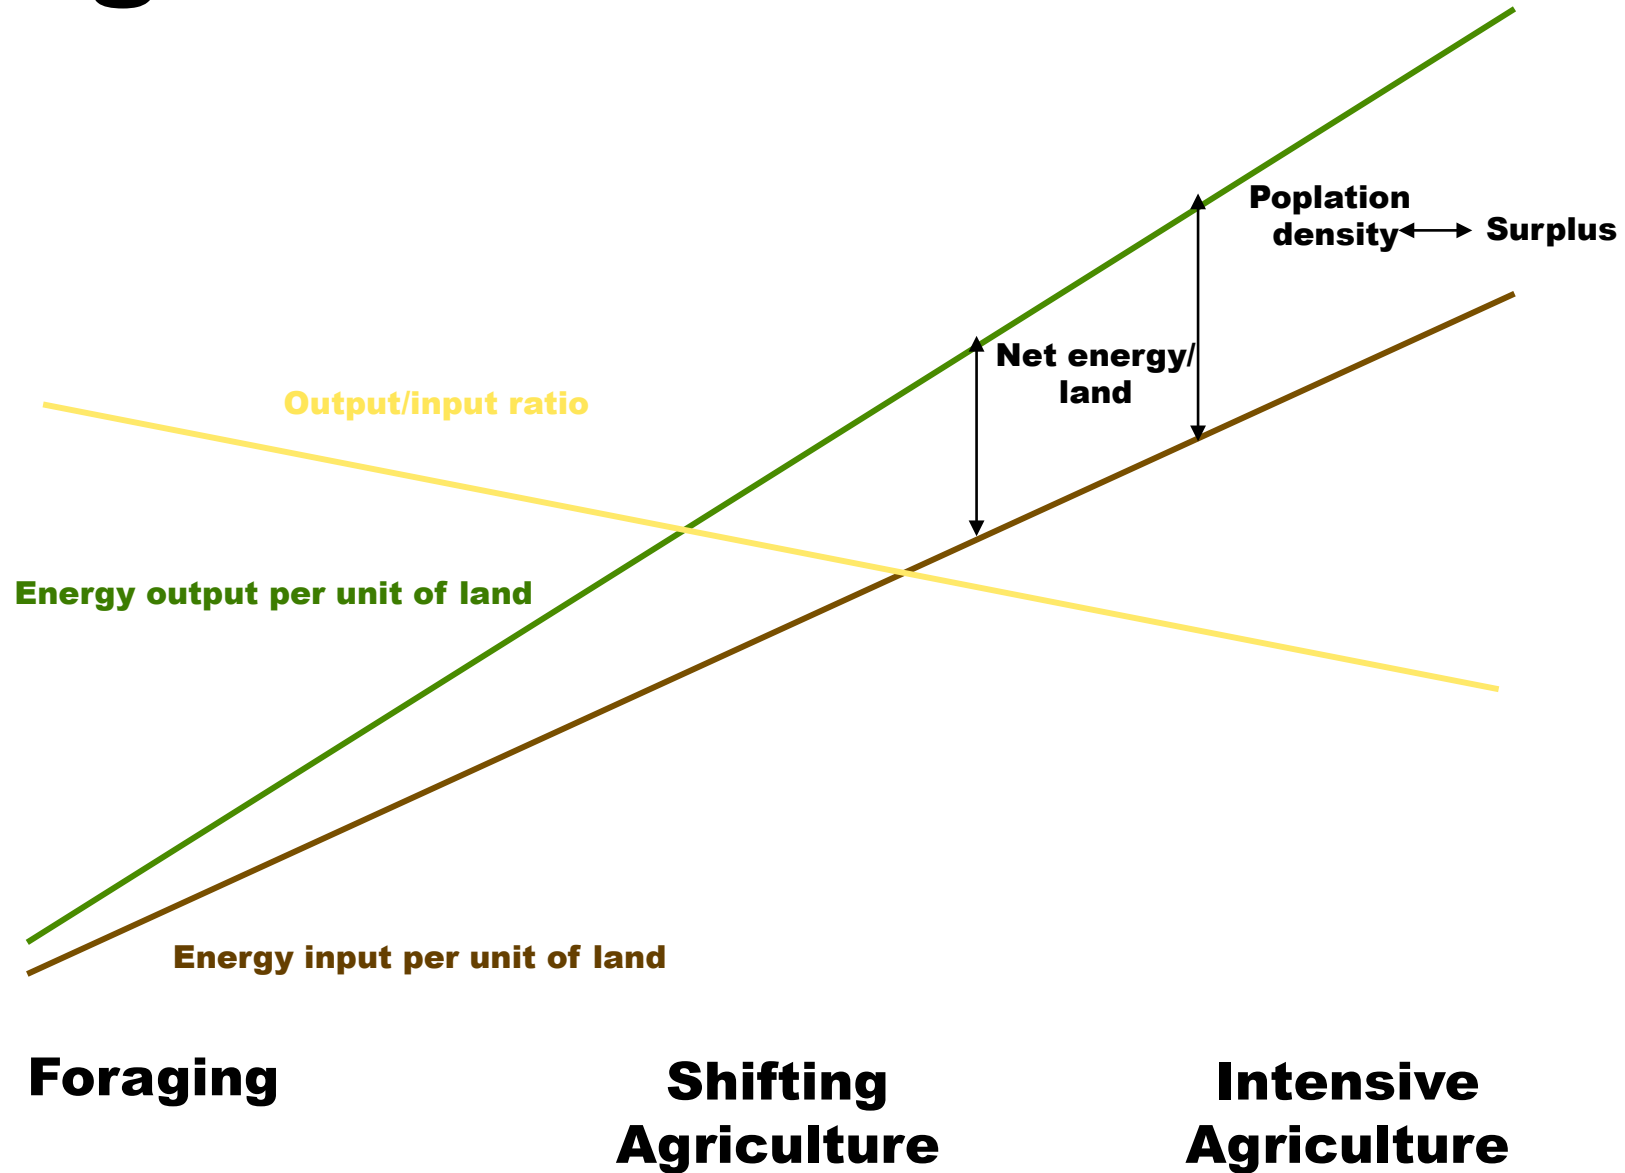 Poplation
density
Surplus
Net energy/
land
Output/input ratio
Energy output per unit of land
Energy input per unit of land
Foraging
Shifting
Agriculture
Intensive
Agriculture